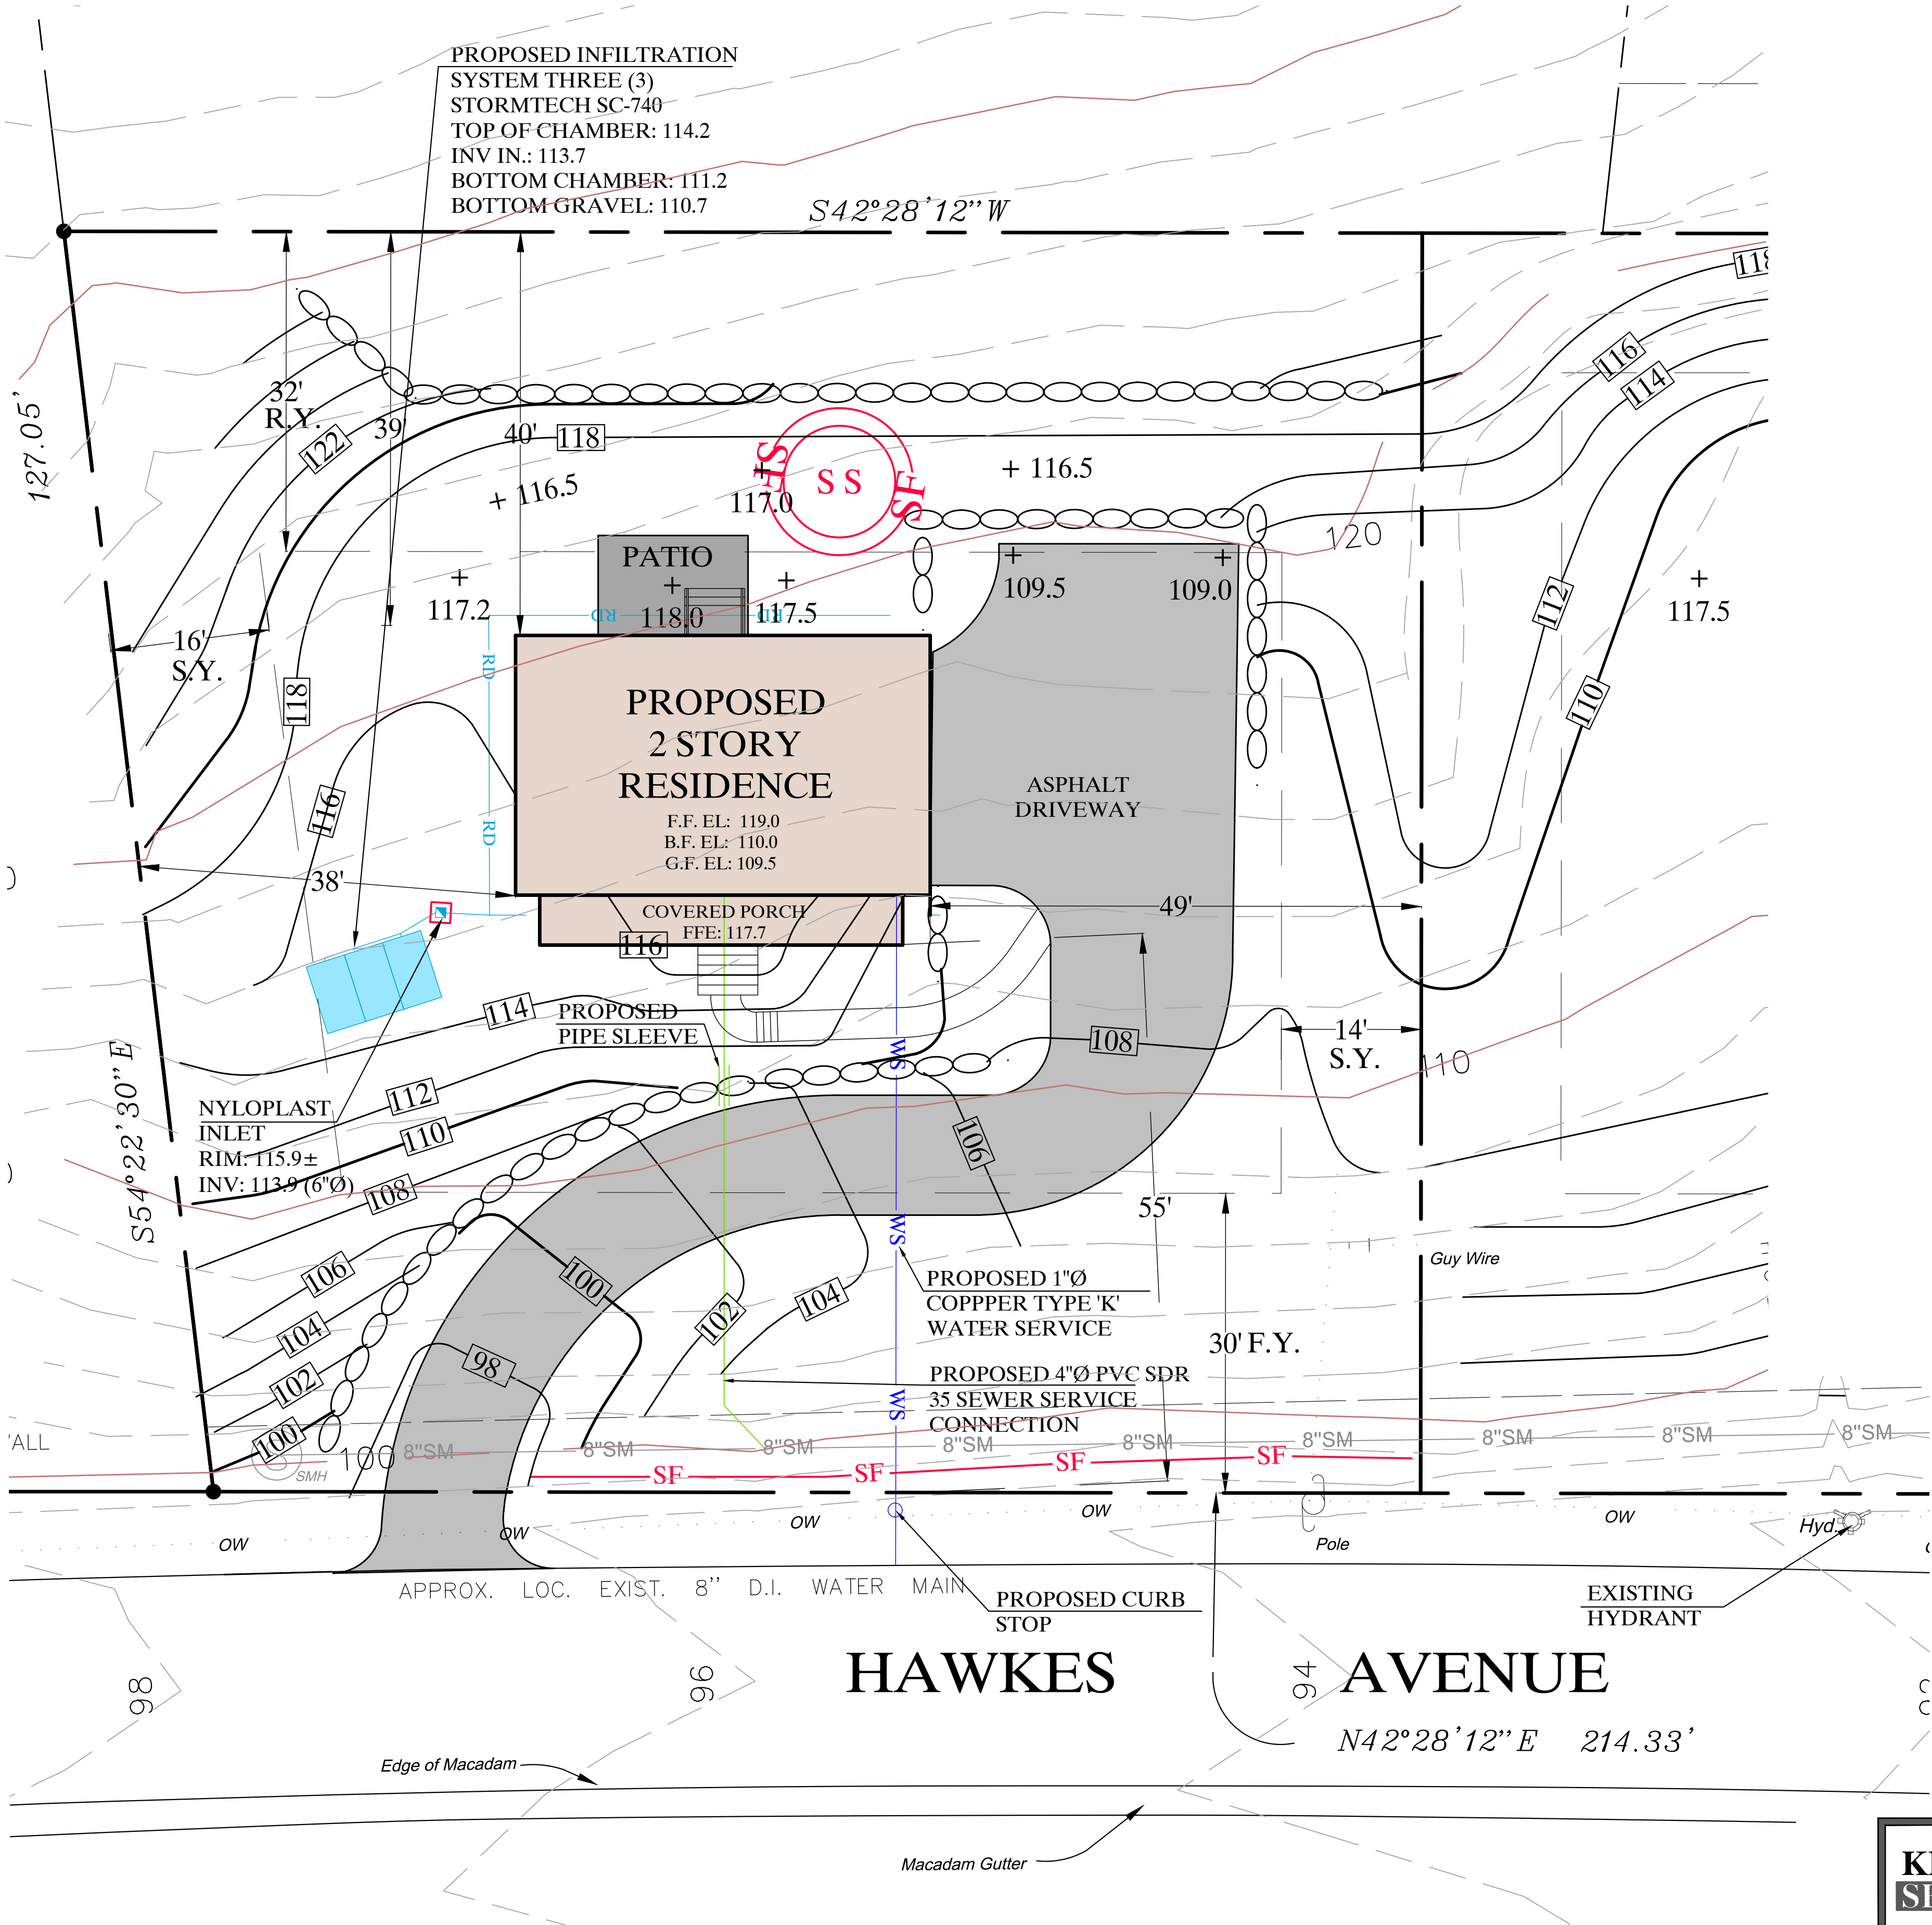 PROPOSED INFILTRATION
SYSTEM THREE (3)
STORMTECH SC-740
TOP OF CHAMBER: 114.2
INV IN.: 113.7
BOTTOM CHAMBER: 111.2
BOTTOM GRAVEL: 110.7
S42°28'12"W
118
116
114
32'
R.Y.
39'
40'
122
118
127.05'
+ 116.5
+
117.0
SF
S S
SF
+ 116.5
120
PATIO
+
118.0
+
117.2
+
117.5
+
109.5
+
109.0
+
117.5
112
110
RD
RD
RD
RD
16'
S.Y.
118
116
PROPOSED
2 STORY
RESIDENCE
F.F. EL: 119.0
B.F. EL: 110.0
G.F. EL: 109.5
ASPHALT
DRIVEWAY
38'
49'
COVERED PORCH
FFE: 117.7
116
114
PROPOSED
PIPE SLEEVE
108
14'
S.Y.
110
WS
112
110
108
NYLOPLAST
INLET
RIM: 115.9±
INV: 113.9 (6"Ø)
S54°22'30"E
106
55'
WS
106
104
102
100
100
98
102
104
PROPOSED 1"Ø
COPPPER TYPE 'K'
WATER SERVICE
Guy Wire
30' F.Y.
PROPOSED 4"Ø PVC SDR
35 SEWER SERVICE
CONNECTION
WS
SMH
100
8"SM
8"SM
8"SM
8"SM
8"SM
8"SM
8"SM
8"SM
8"SM
SF
SF
SF
SF
OW
OW
OW
OW
OW
Pole
Hyd.
APPROX. LOC. EXIST. 8" D.I. WATER MAIN
PROPOSED CURB
STOP
EXISTING
HYDRANT
HAWKES AVENUE
98
96
94
N42°28'12"E 214.33'
Edge of Macadam
Macadam Gutter